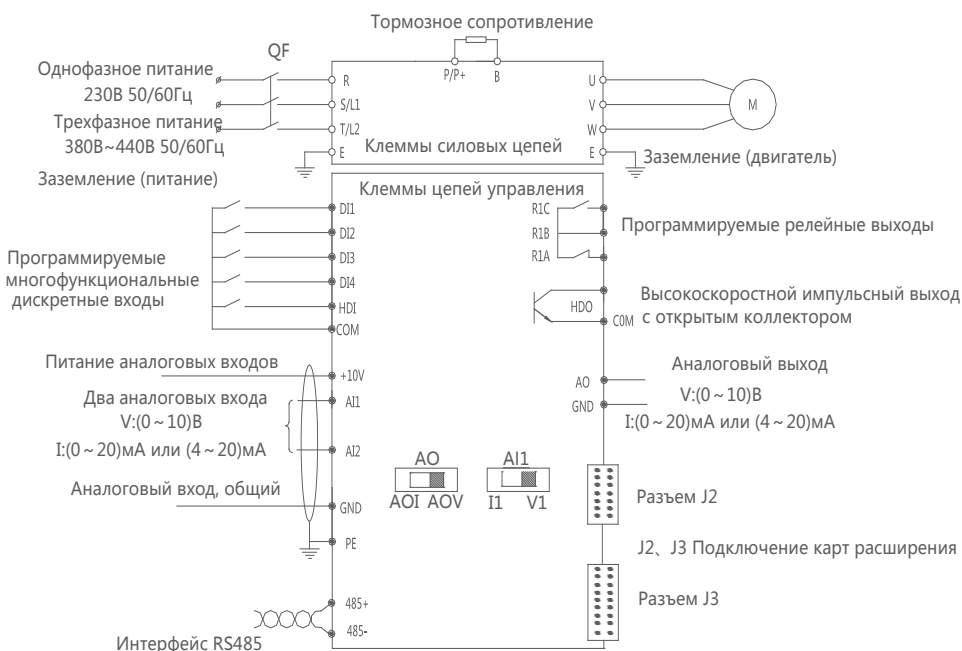 Тормозное сопротивление
QF
Однофазное питание
230В 50/60Гц
Трехфазное питание
380В~440В 50/60Гц
Заземление (питание)
P/P+
B
R
S/L1
T/L2
E
Клеммы силовых цепей
U
V
W
E
M
Заземление (двигатель)
Клеммы цепей управления
Программируемые
многофункциональные
дискретные входы
DI1
DI2
DI3
DI4
HDI
COM
R1C
R1B
R1A
Программируемые релейные выходы
HDO
COM
Высокоскоростной импульсный выход
с открытым коллектором
Питание аналоговых входов
+10V
Два аналоговых входа
V:(0~10)В
I:(0~20)мА или (4~20)мА
AI1
AI2
Аналоговый вход, общий
GND
PE
AO
GND
Аналоговый выход
V:(0~10)В
I:(0~20)мА или (4~20)мА
AO
AOI AOV
AI1
I1 V1
Разъем J2
J2、J3 Подключение карт расширения
Разъем J3
485+
485-
Интерфейс RS485